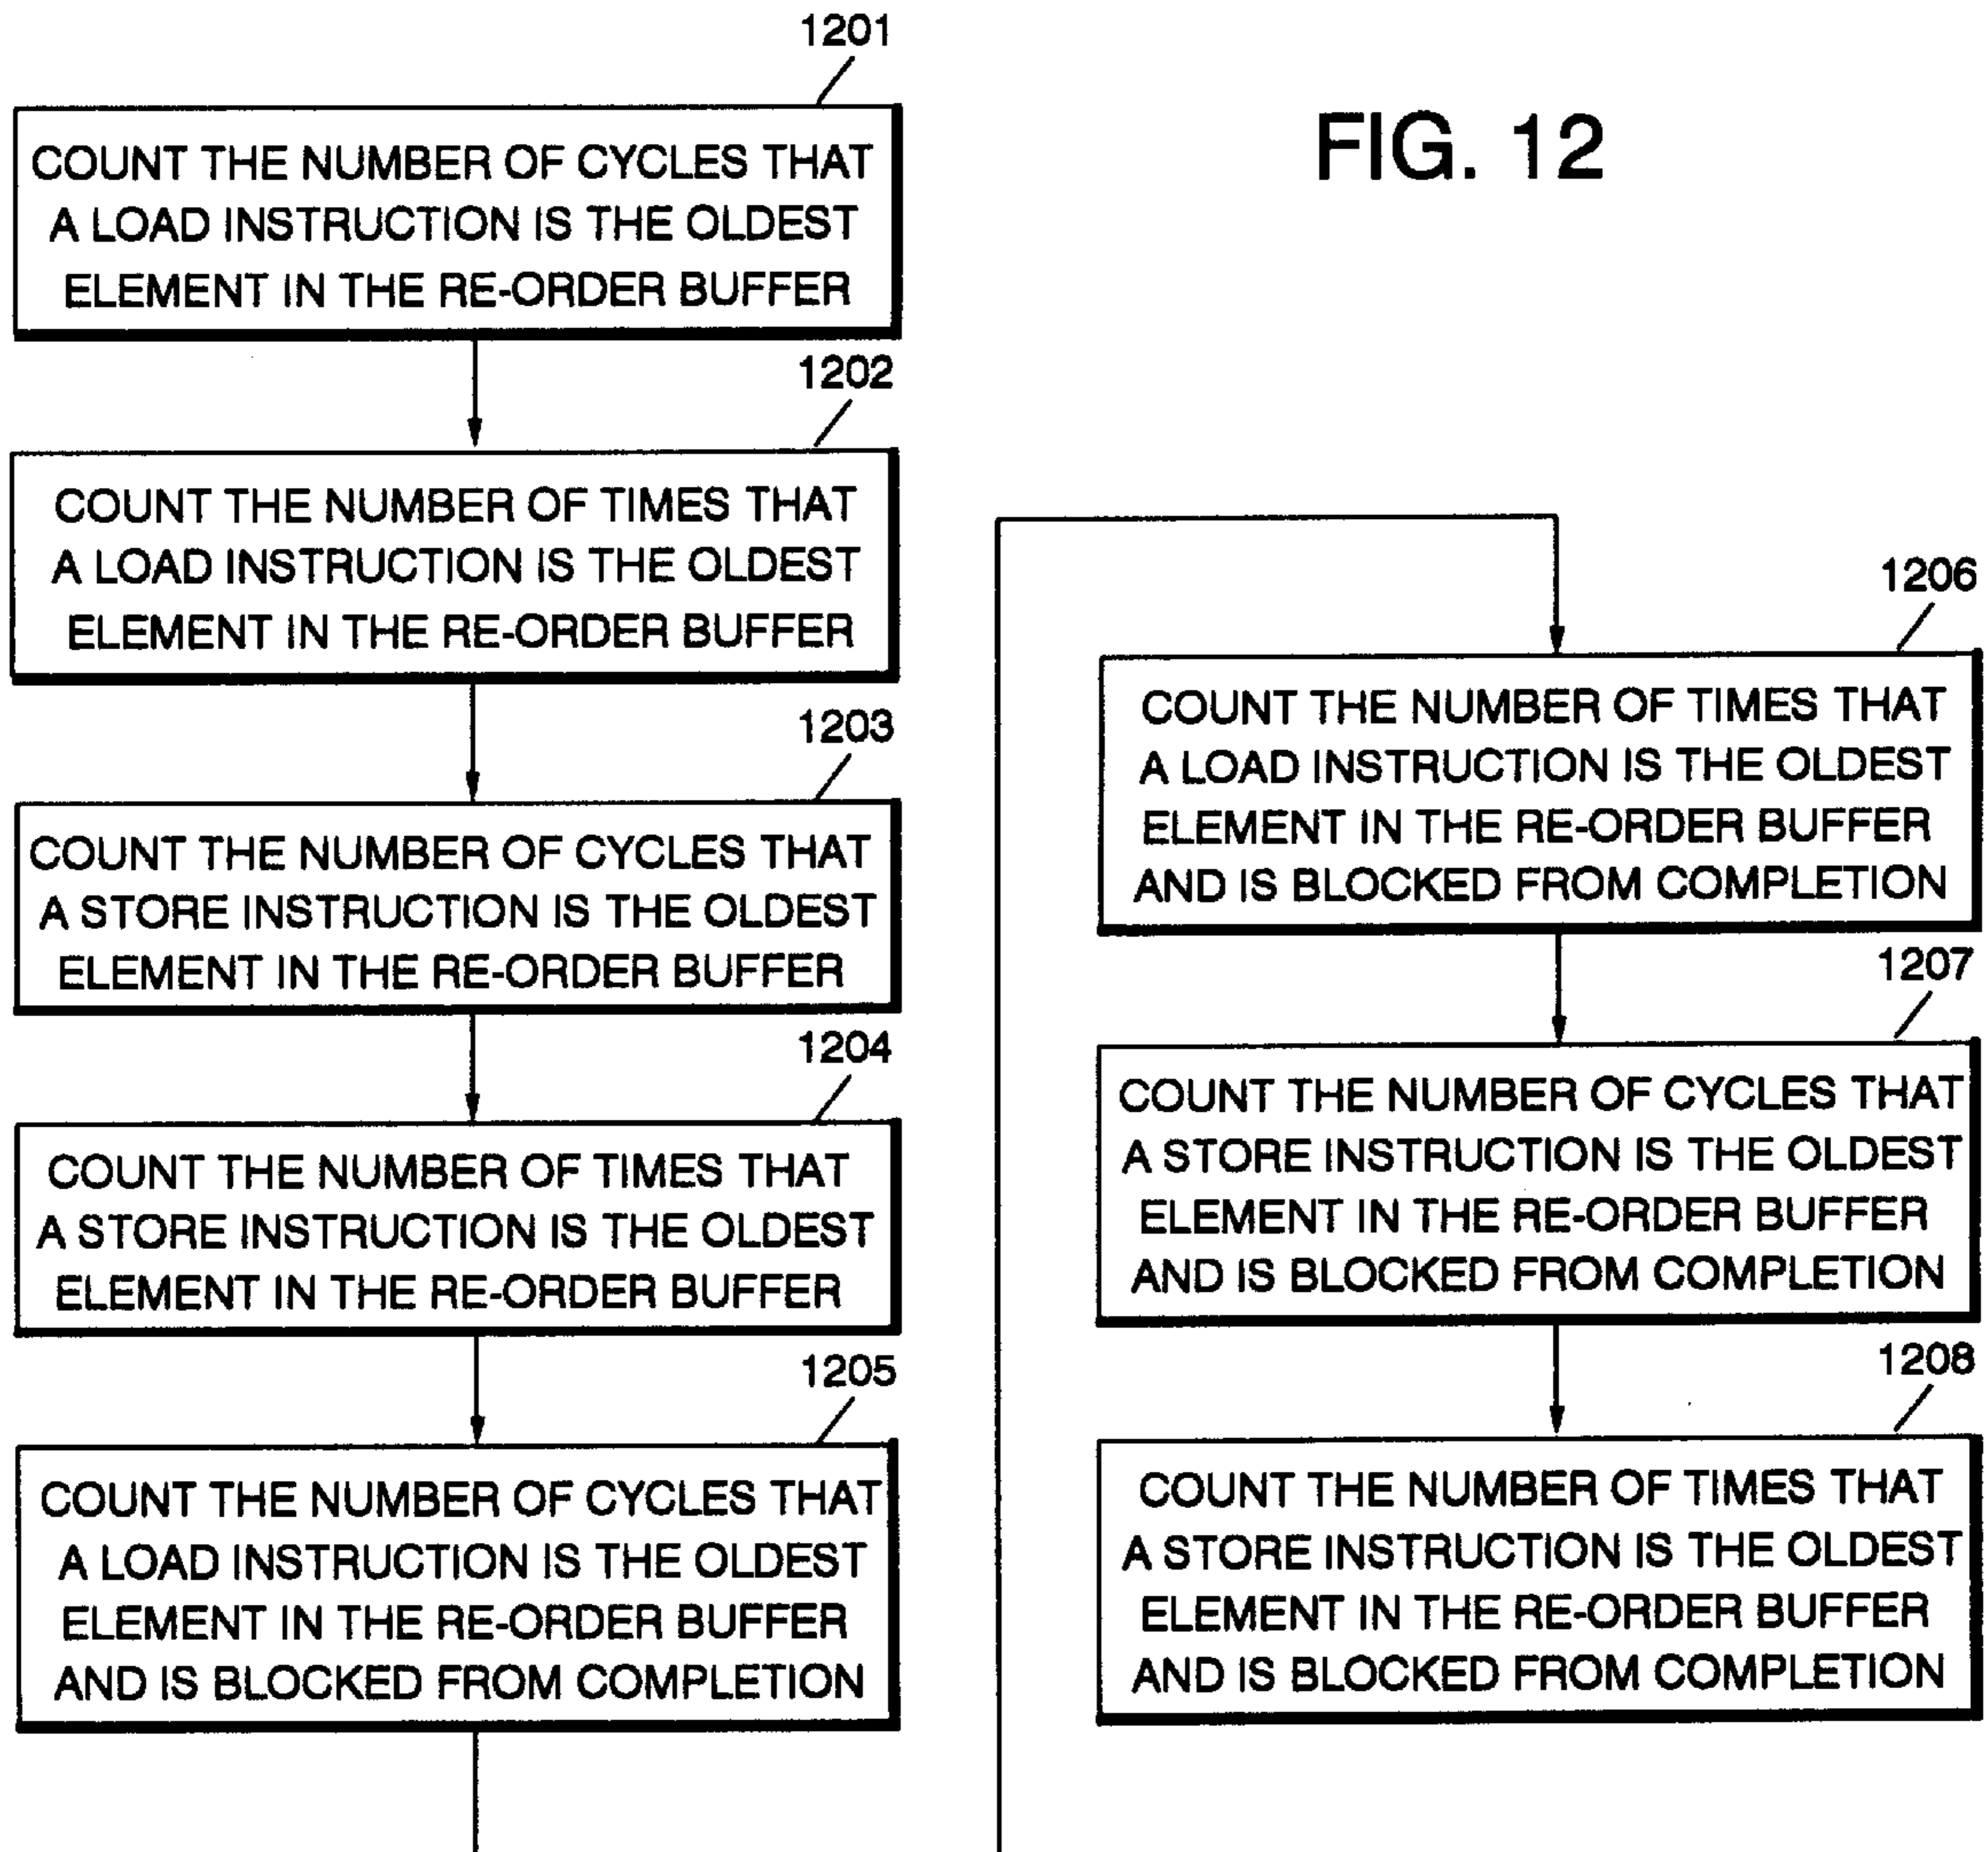 FIG. 12
1201
COUNT THE NUMBER OF CYCLES THAT
A LOAD INSTRUCTION IS THE OLDEST
ELEMENT IN THE RE-ORDER BUFFER
1202
COUNT THE NUMBER OF TIMES THAT
A LOAD INSTRUCTION IS THE OLDEST
ELEMENT IN THE RE-ORDER BUFFER
1203
COUNT THE NUMBER OF CYCLES THAT
A STORE INSTRUCTION IS THE OLDEST
ELEMENT IN THE RE-ORDER BUFFER
1204
COUNT THE NUMBER OF TIMES THAT
A STORE INSTRUCTION IS THE OLDEST
ELEMENT IN THE RE-ORDER BUFFER
1205
COUNT THE NUMBER OF CYCLES THAT
A LOAD INSTRUCTION IS THE OLDEST
ELEMENT IN THE RE-ORDER BUFFER
AND IS BLOCKED FROM COMPLETION
1206
COUNT THE NUMBER OF TIMES THAT
A LOAD INSTRUCTION IS THE OLDEST
ELEMENT IN THE RE-ORDER BUFFER
AND IS BLOCKED FROM COMPLETION
1207
COUNT THE NUMBER OF CYCLES THAT
A STORE INSTRUCTION IS THE OLDEST
ELEMENT IN THE RE-ORDER BUFFER
AND IS BLOCKED FROM COMPLETION
1208
COUNT THE NUMBER OF TIMES THAT
A STORE INSTRUCTION IS THE OLDEST
ELEMENT IN THE RE-ORDER BUFFER
AND IS BLOCKED FROM COMPLETION